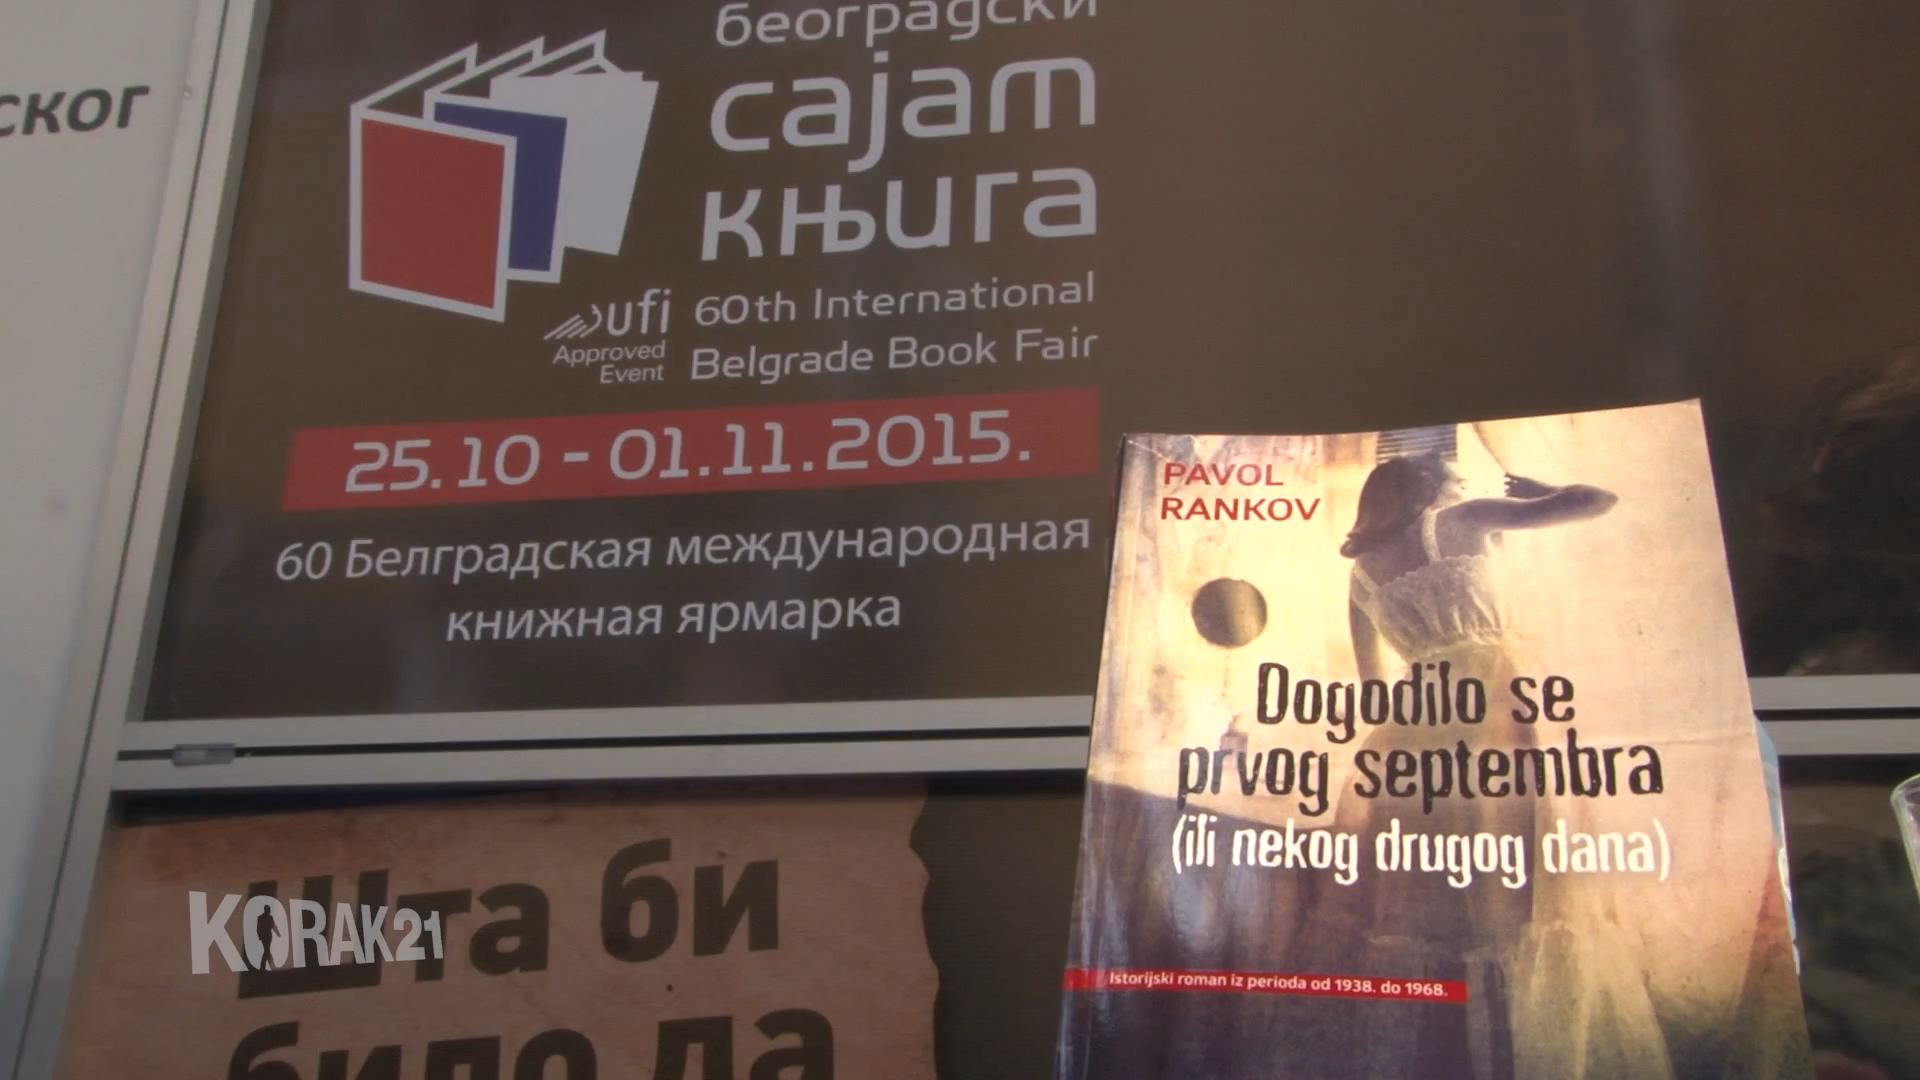 ског
београдски
сајам
књига
ufi
Approved
Event
60th International
Belgrade Book Fair
25.10 - 01.11.2015.
60 Белградская международная
книжная ярмарка
PAVOL
RANKOV
Dogodilo se
prvog septembra
(ili nekog drugog dana)
Istorijski roman iz perioda od 1938. do 1968.
Шта би
било да
KORAK21